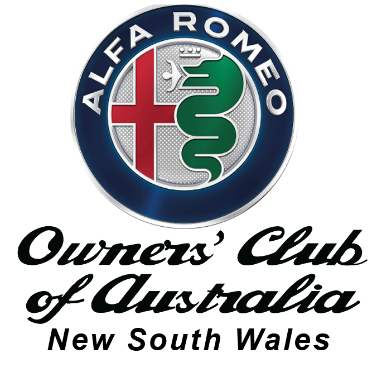 ALFA ROMEO
Owners' Club
of Australia
New South Wales